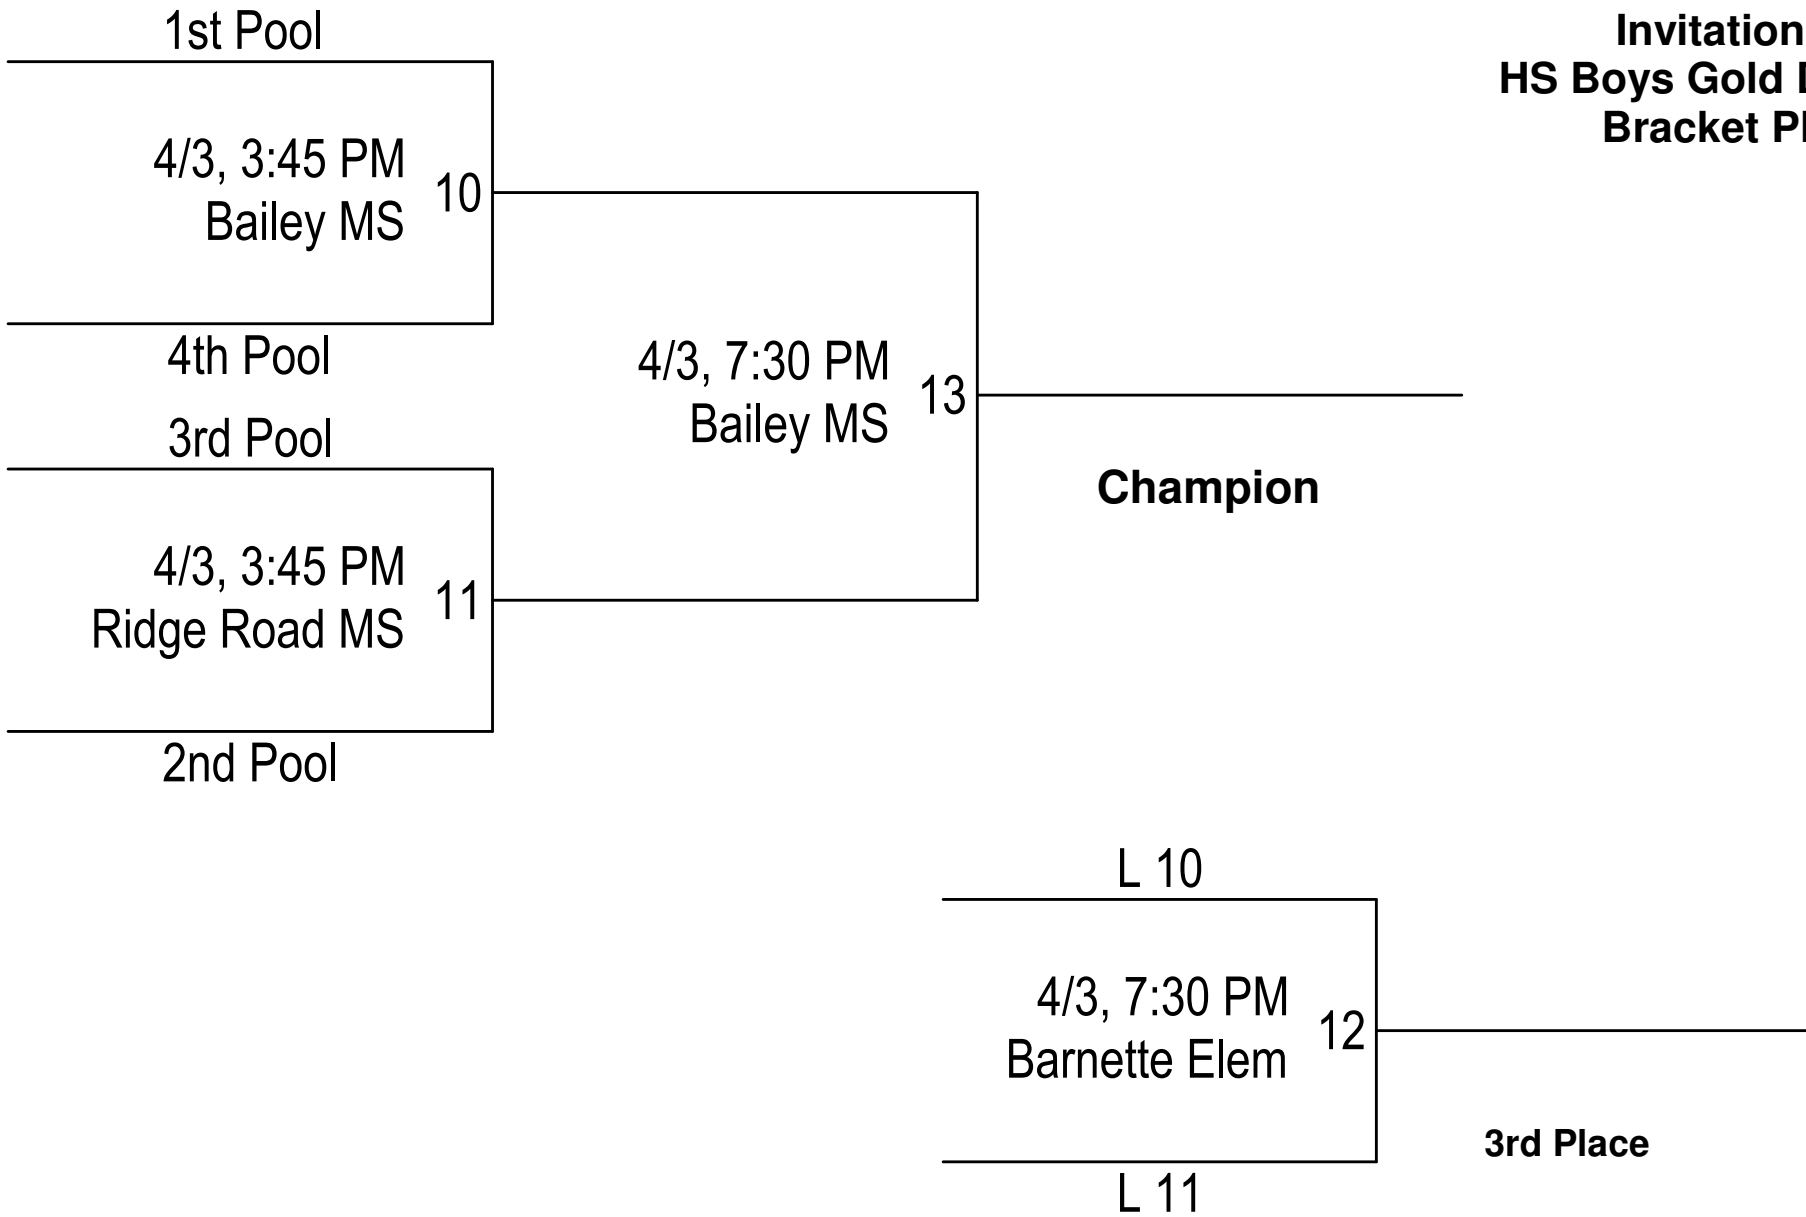 1st Pool
Invitation
HS Boys Gold
Bracket
4/3, 3:45 PM
Bailey MS
10
4th Pool
4/3, 7:30 PM
Bailey MS
13
3rd Pool
Champion
4/3, 3:45 PM
Ridge Road MS
11
2nd Pool
L 10
4/3, 7:30 PM
Barnette Elem
12
3rd Place
L 11